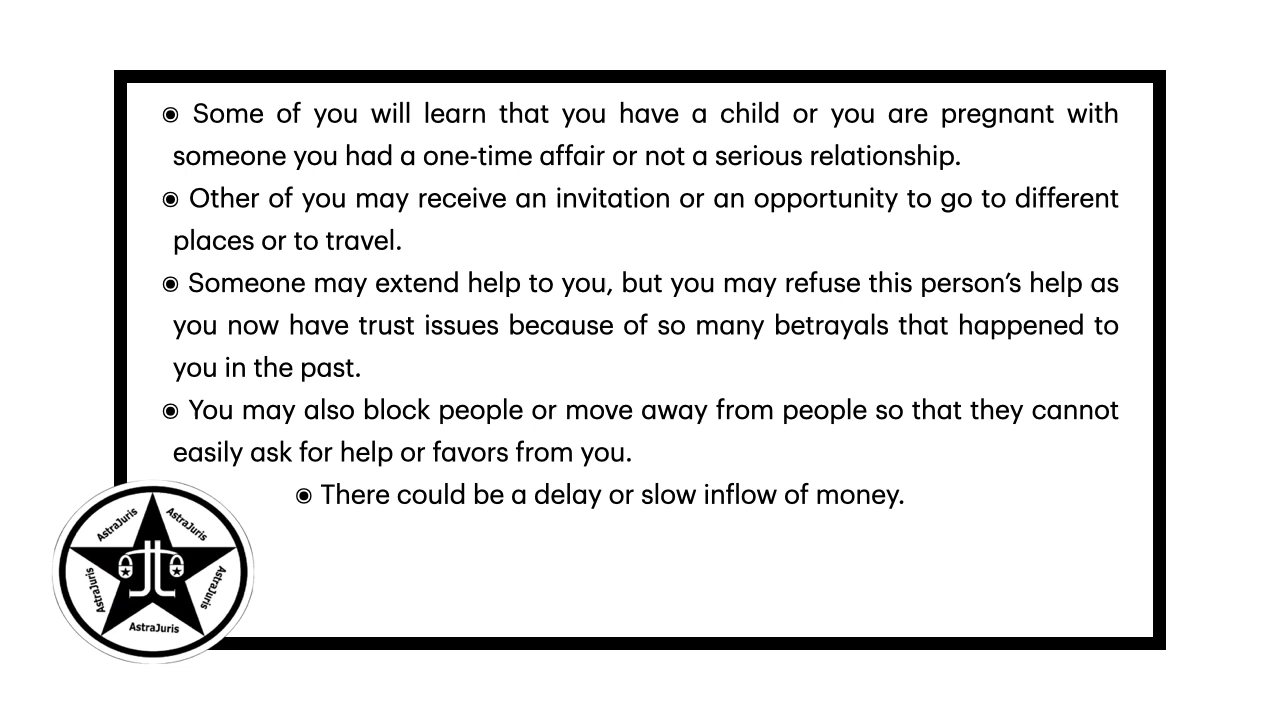 ◉ Some of you will learn that you have a child or you are pregnant with
someone you had a one-time affair or not a serious relationship.
◉ Other of you may receive an invitation or an opportunity to go to different
places or to travel.
◉ Someone may extend help to you, but you may refuse this person’s help as
you now have trust issues because of so many betrayals that happened to
you in the past.
◉ You may also block people or move away from people so that they cannot
easily ask for help or favors from you.
◉ There could be a delay or slow inflow of money.
AstraJuris
AstraJuris
AstraJuris
AstraJuris
AstraJuris